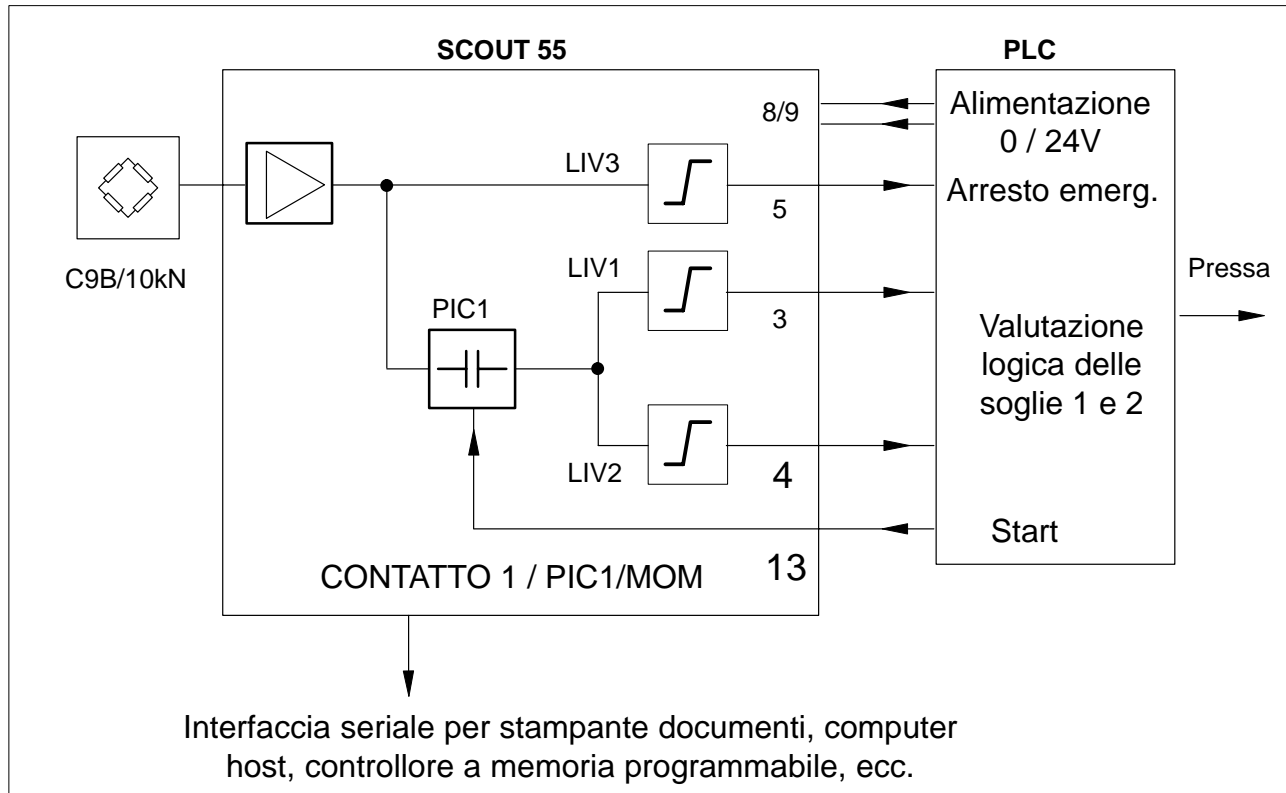 SCOUT 55
PLC
8/9
Alimentazione
0 / 24V
LIV3
5
Arresto emerg.
C9B/10kN
LIV1
3
Pressa
PIC1
Valutazione
logica delle
soglie 1 e 2
LIV2
4
Start
CONTATTO 1 / PIC1/MOM
13
Interfaccia seriale per stampante documenti, computer
host, controllore a memoria programmabile, ecc.